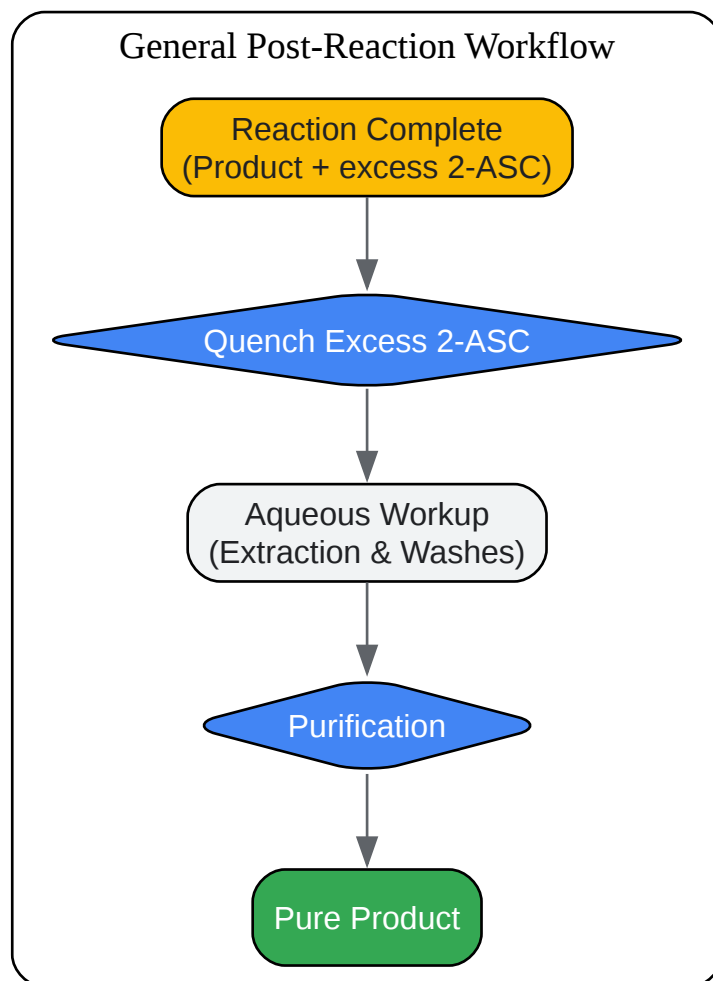 General Post-Reaction Workflow
Reaction Complete
(Product + excess 2-ASC)
Quench Excess 2-ASC
Aqueous Workup
(Extraction & Washes)
Purification
Pure Product